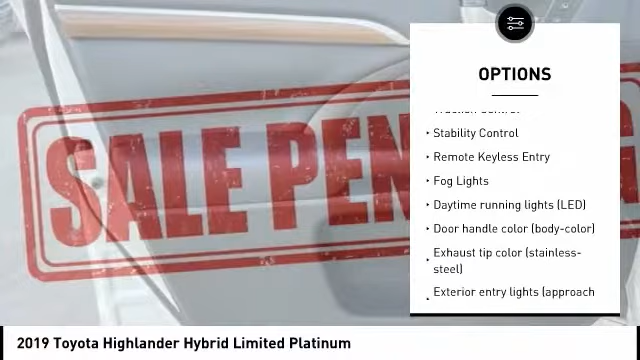 OPTIONS
Stability Control
Remote Keyless Entry
Fog Lights
Daytime running lights (LED)
Door handle color (body-color)
Exhaust tip color (stainless-
steel)
Exterior entry lights (approach
SALE PEN
2019 Toyota Highlander Hybrid Limited Platinum